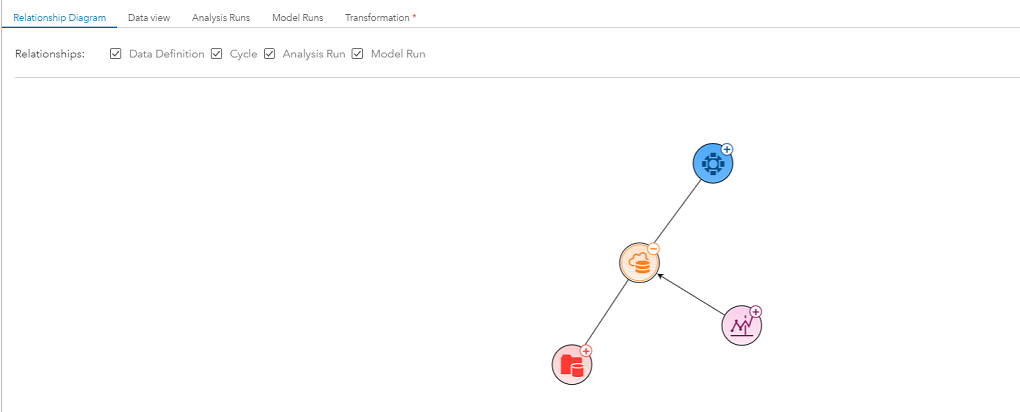 Relationship Diagram Data view Analysis Runs Model Runs Transformation *
Relationships: Data Definition Cycle Analysis Run Model Run